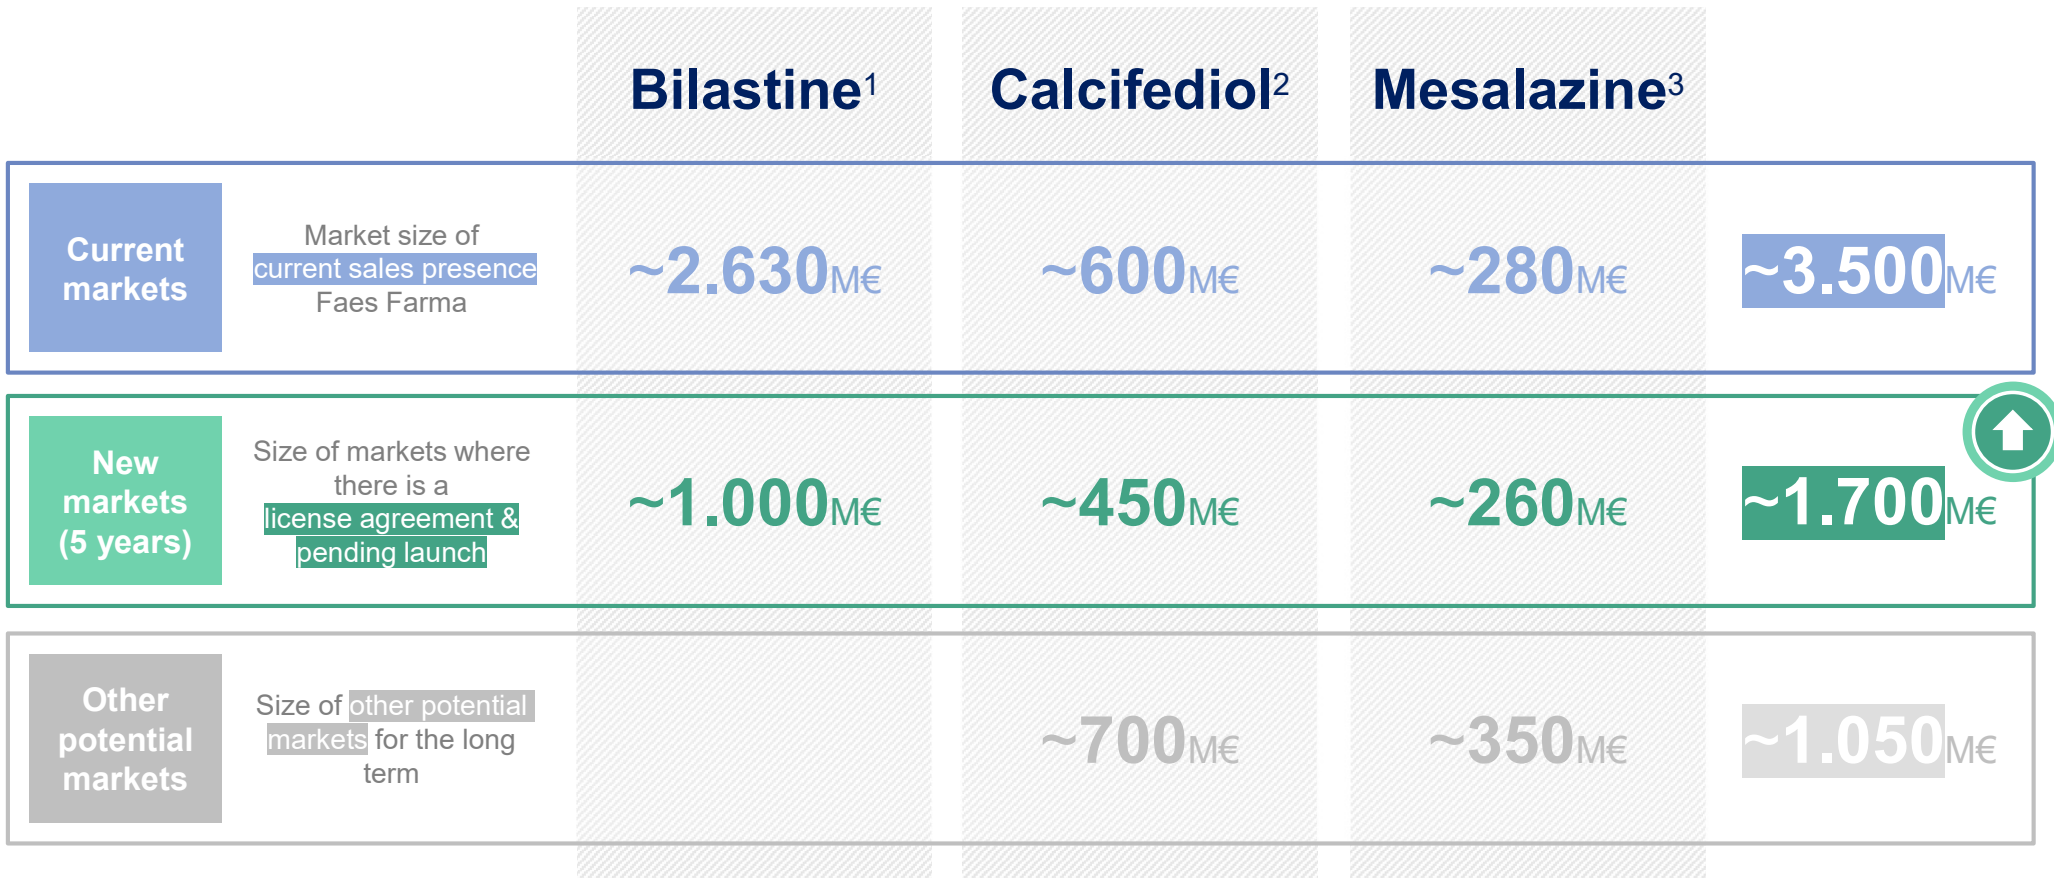 Bilastine1 Calcifediol2 Mesalazine3
Current
markets
Market size of
current sales presence
Faes Farma
~2.630M€ ~600M€ ~280M€ ~3.500M€
New
markets
(5 years)
Size of markets where
there is a
license agreement &
pending launch
~1.000M€ ~450M€ ~260M€ ~1.700M€
Other
potential
markets
Size of other potential
markets for the long
term
~700M€ ~350M€ ~1.050M€